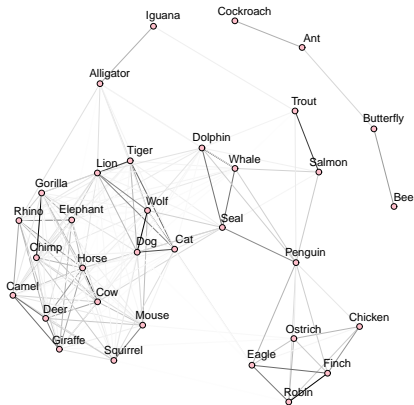 Iguana
Cockroach
Ant
Alligator
Trout
Butterfly
Dolphin
Tiger
Lion
Whale
Salmon
Gorilla
Wolf
Bee
Rhino
Elephant
Seal
Chimp
Horse
Dog
Cat
Penguin
Camel
Cow
Deer
Mouse
Chicken
Giraffe
Ostrich
Squirrel
Eagle
Finch
Robin